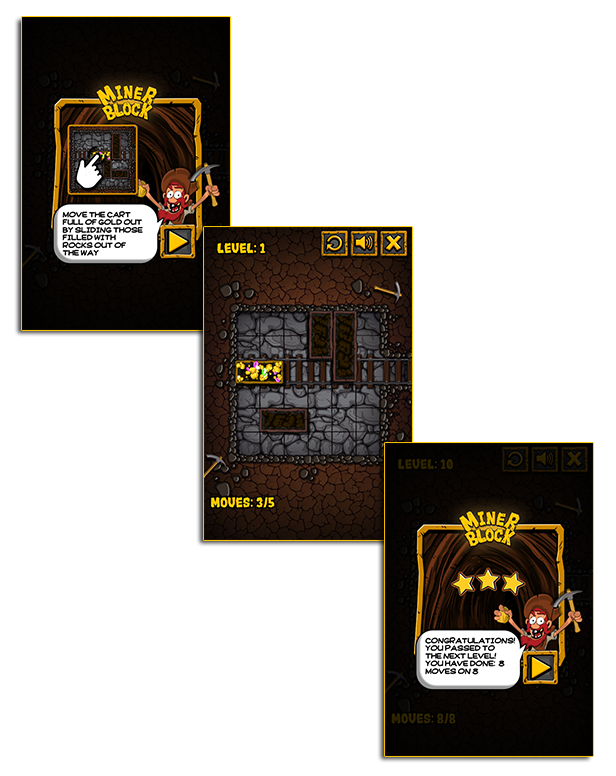 MINER
BLOCK
MOVE THE CART
FULL OF GOLD OUT
BY SLIDING THOSE
FILLED WITH
ROCKS OUT OF
THE WAY
LEVEL: 1
MOVES: 3/5
LEVEL: 10
MINER
BLOCK
CONGRATULATIONS!
YOU PASSED TO
THE NEXT LEVEL!
YOU HAVE DONE: 8
MOVES ON 8
MOVES: 8/8